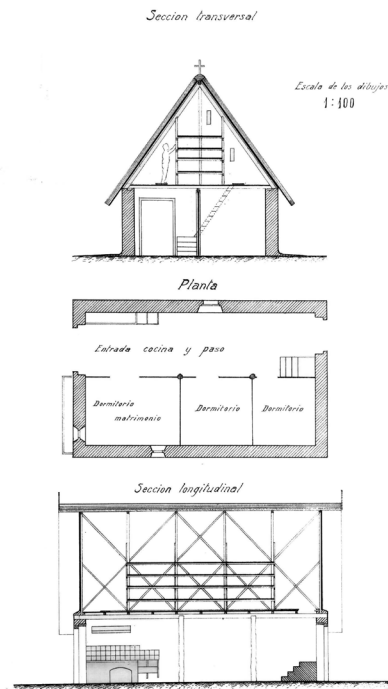 Seccion transversal
Escala de los dibujos
1:100
Planta
Entrada cocina y paso
Dormitorio
matrimonio
Dormitorio
Dormitorio
Seccion longitudinal